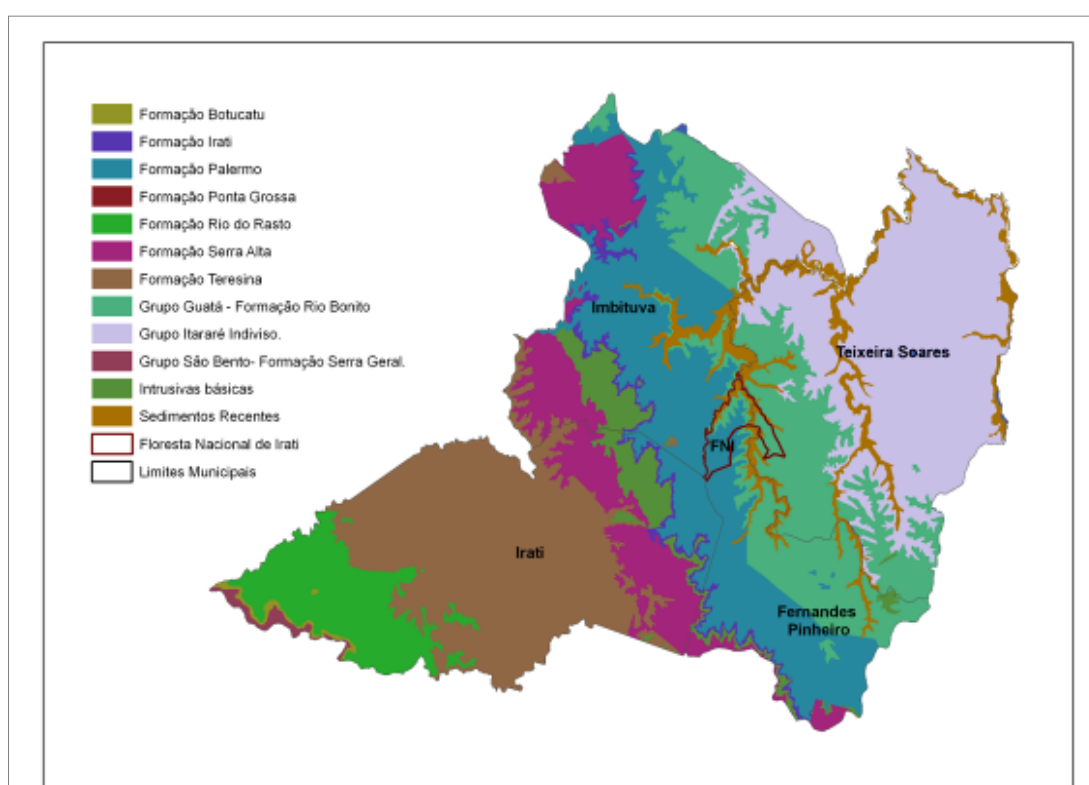 Formação Botucatu
Formação Irati
Formação Palermo
Formação Ponta Grossa
Formação Rio do Rasto
Formação Serra Alta
Formação Teresina
Grupo Guatá - Formação Rio Bonito
Grupo Itararé Indiviso.
Grupo São Bento- Formação Serra Geral.
Intrusivas básicas
Sedimentos Recentes
Floresta Nacional de Irati
Limites Municipais
Imbituva
Teixeira Soares
FNI
Irati
Fernandes
Pinheiro